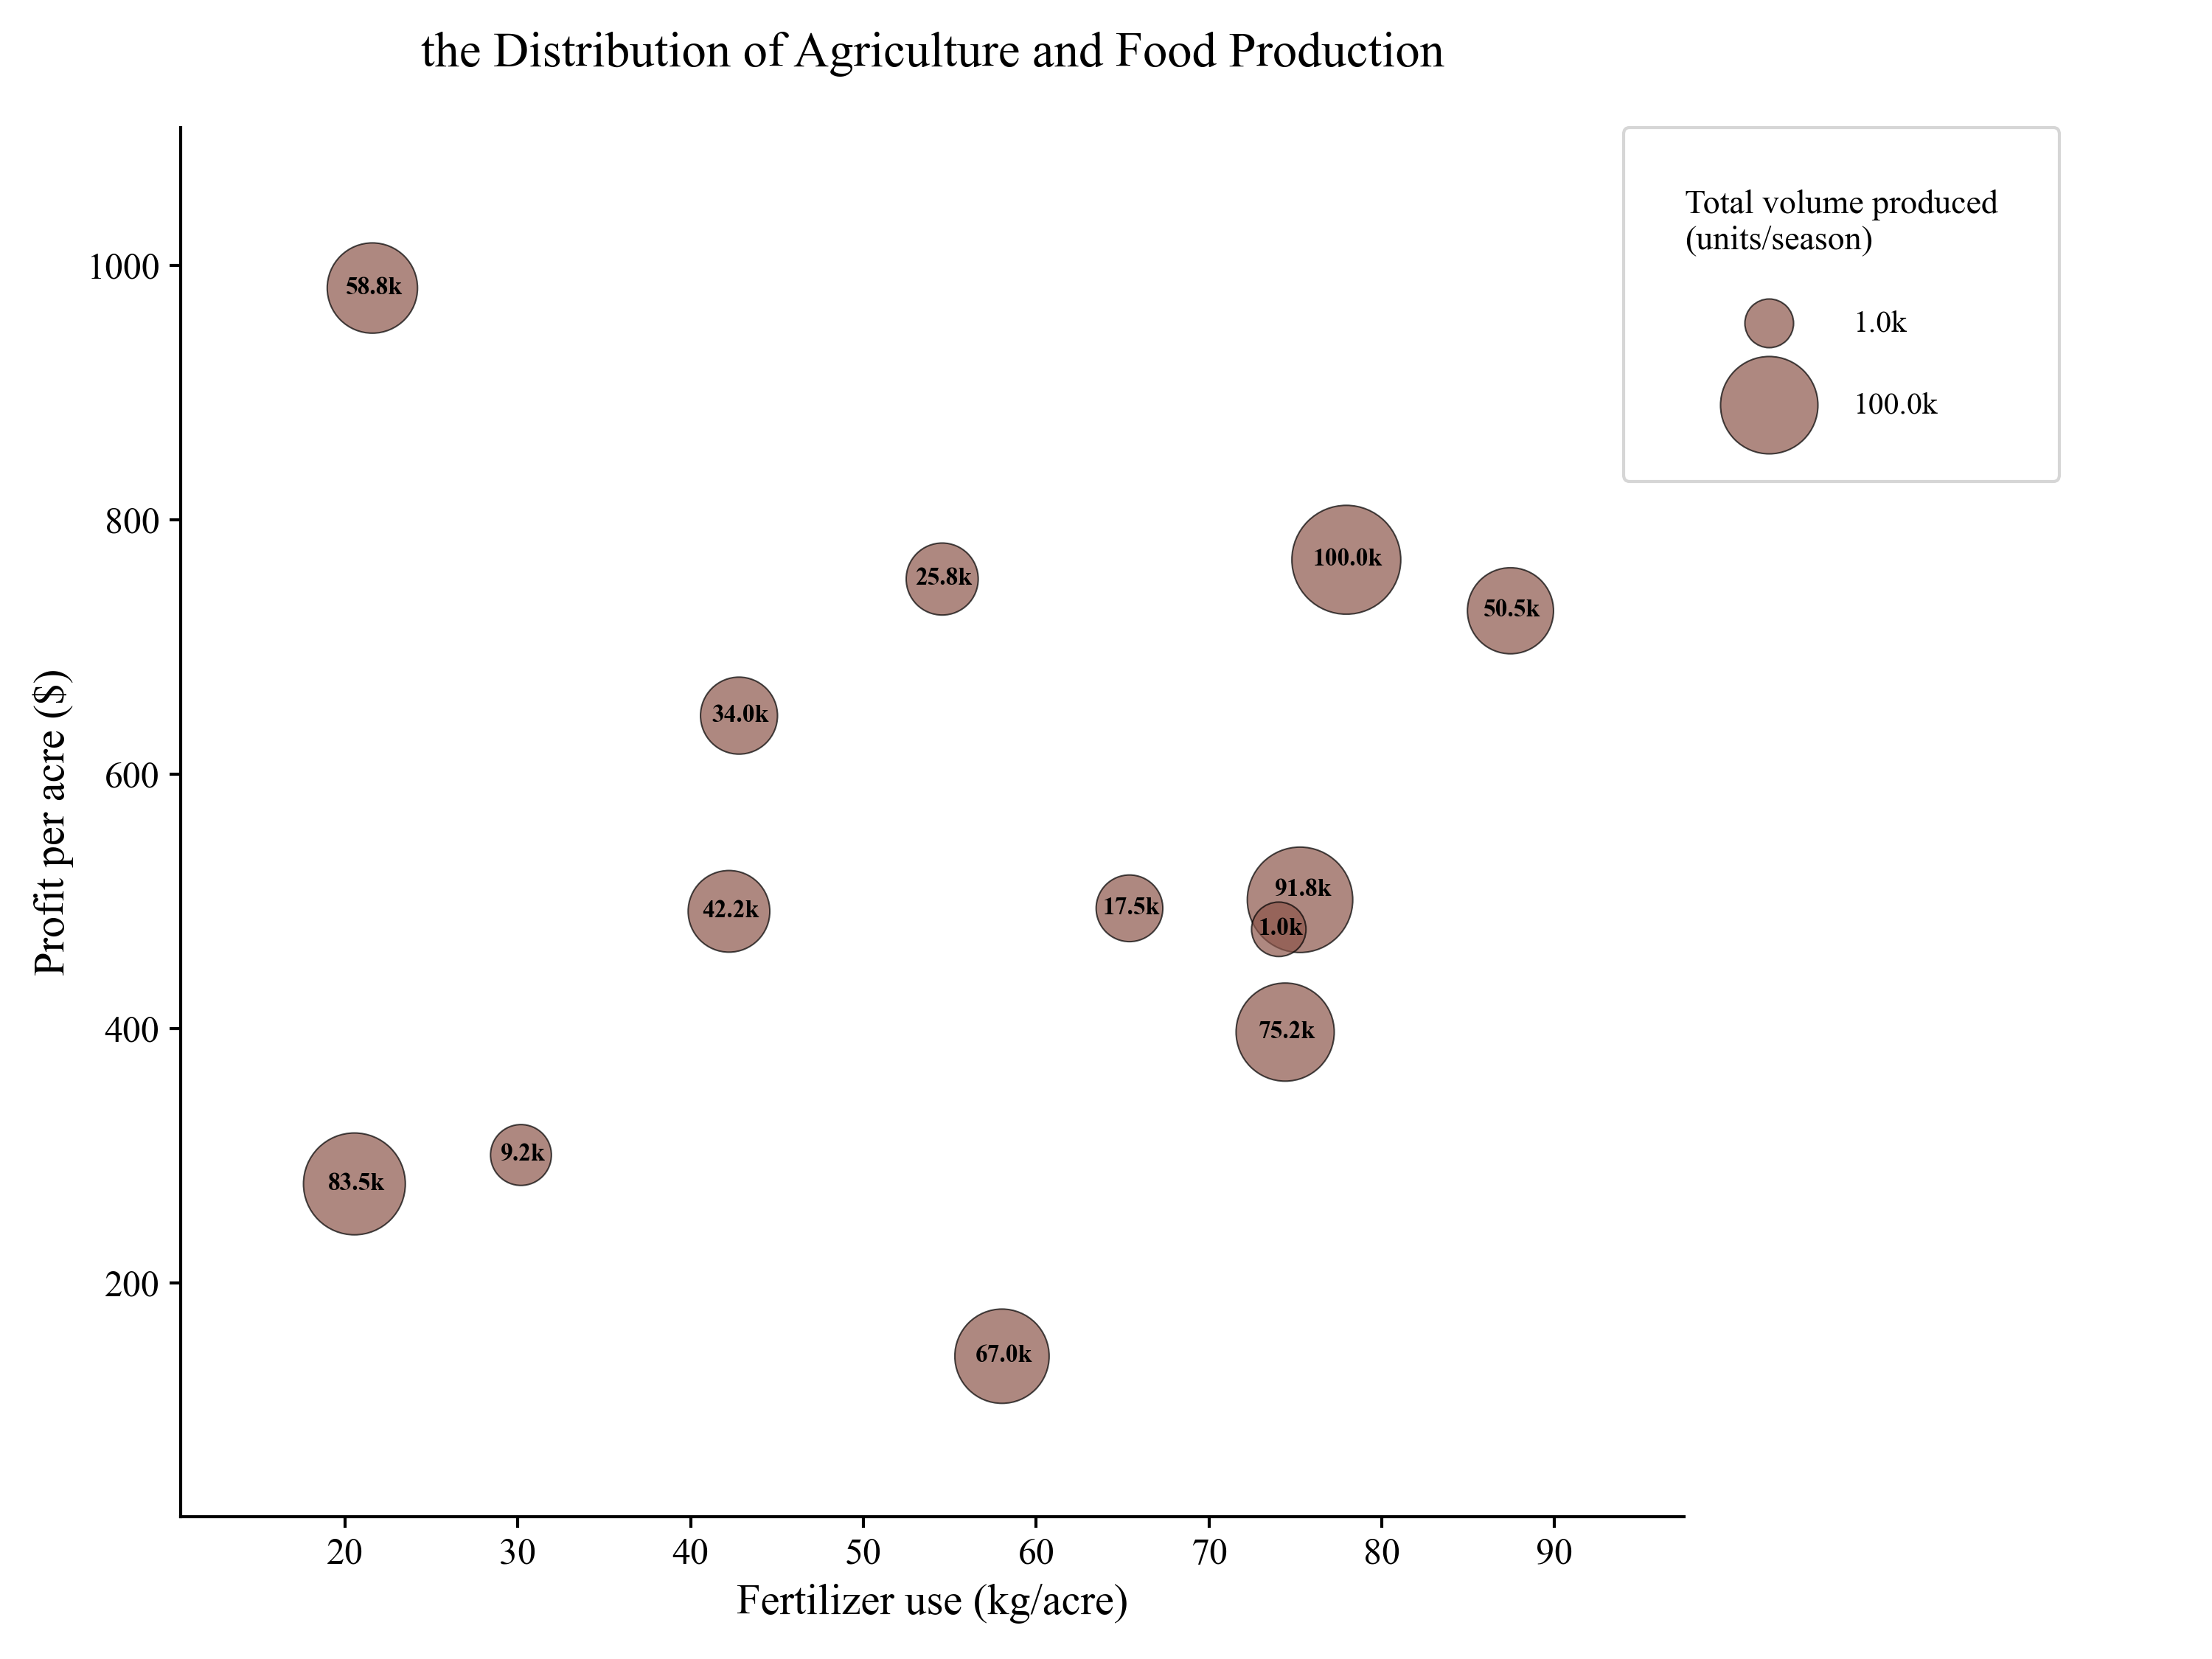 the Distribution of Agriculture and Food Production
Total volume produced
(units/season)
1.0k
100.0k
Profit per acre ($)
1000
800
600
400
200
58.8k
100.0k
25.8k
50.5k
34.0k
91.8k
17.5k
42.2k
1.0k
75.2k
9.2k
83.5k
67.0k
20 30 40 50 60 70 80 90
Fertilizer use (kg/acre)